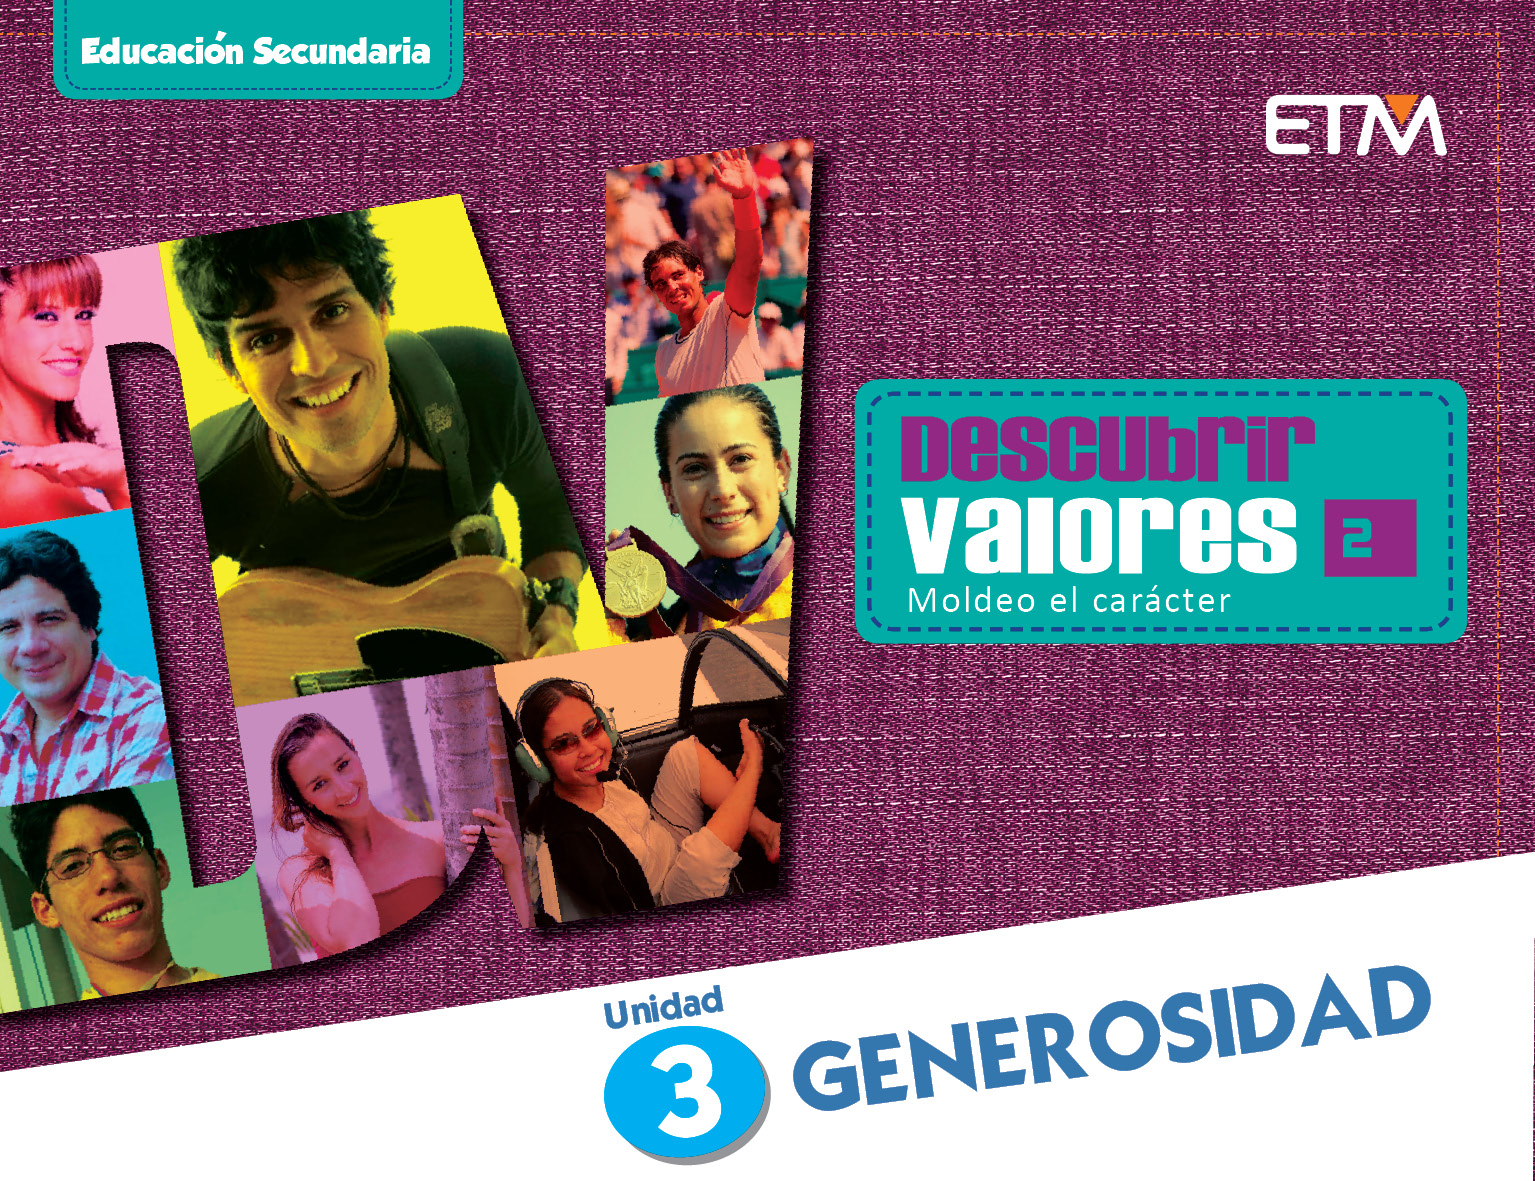 Educación Secundaria
ETM
Descubrir
valores 2
Moldeo el carácter
Unidad
3 GENEROSIDAD